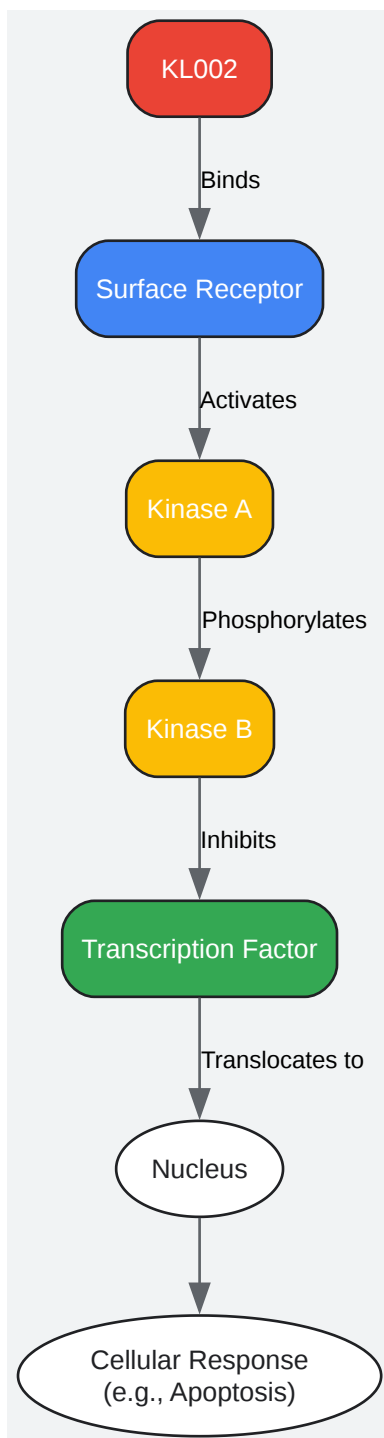 KL002
Binds
Surface Receptor
Activates
Kinase A
Phosphorylates
Kinase B
Inhibits
Transcription Factor
Translocates to
Nucleus
Cellular Response
(e.g., Apoptosis)